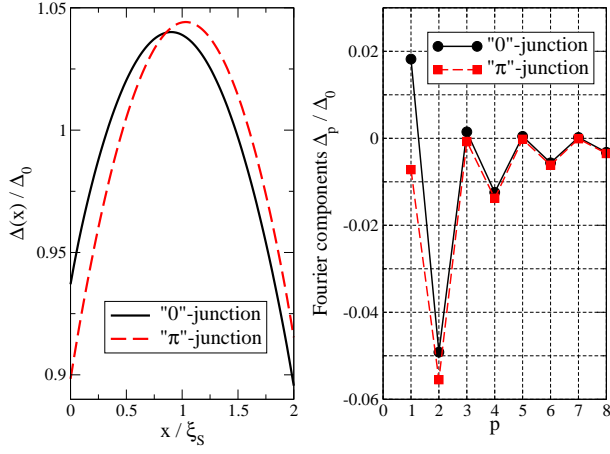 Δ(x) / Δ₀
1.05
1
0.95
0.9
"0"-junction
"π"-junction
0 0.5 1 1.5 2
x / ξ_S
Fourier components Δ_p / Δ₀
0.02
0
-0.02
-0.04
-0.06
"0"-junction
"π"-junction
0 1 2 3 4 5 6 7 8
p